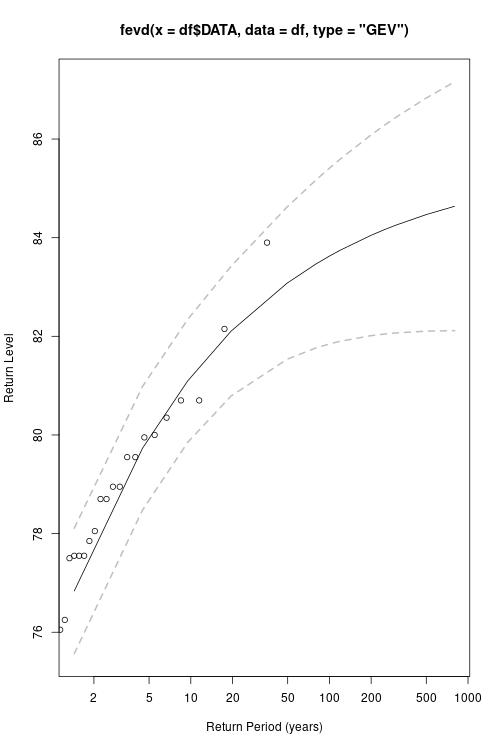 fevd(x = df$DATA, data = df, type = "GEV")
86
84
82
80
78
76
Return Level
2 5 10 20 50 100 200 500 1000
Return Period (years)